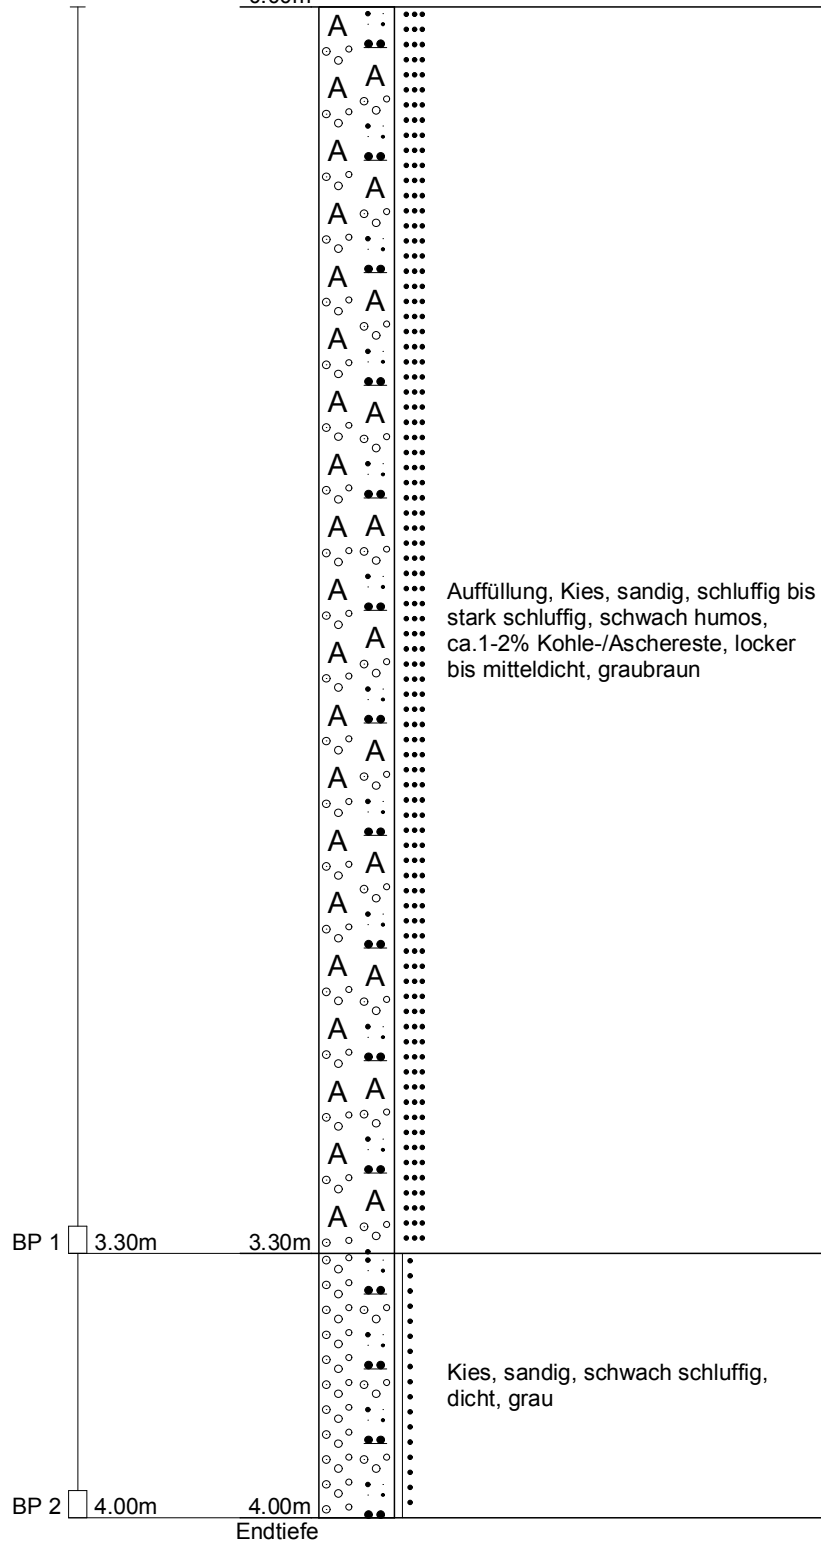 A
A
A
A
A
A
A
A
A
A
A
A
A
A
A A
A
A
A
A
A
A
A
A
A
A
A
A
A
A
A A
A
A
A
Auffüllung, Kies, sandig, schluffig bis
stark schluffig, schwach humos,
ca.1-2% Kohle-/Aschereste, locker
bis mitteldicht, graubraun
BP 1 3.30m 3.30m
Kies, sandig, schwach schluffig,
dicht, grau
BP 2 4.00m 4.00m
Endtiefe